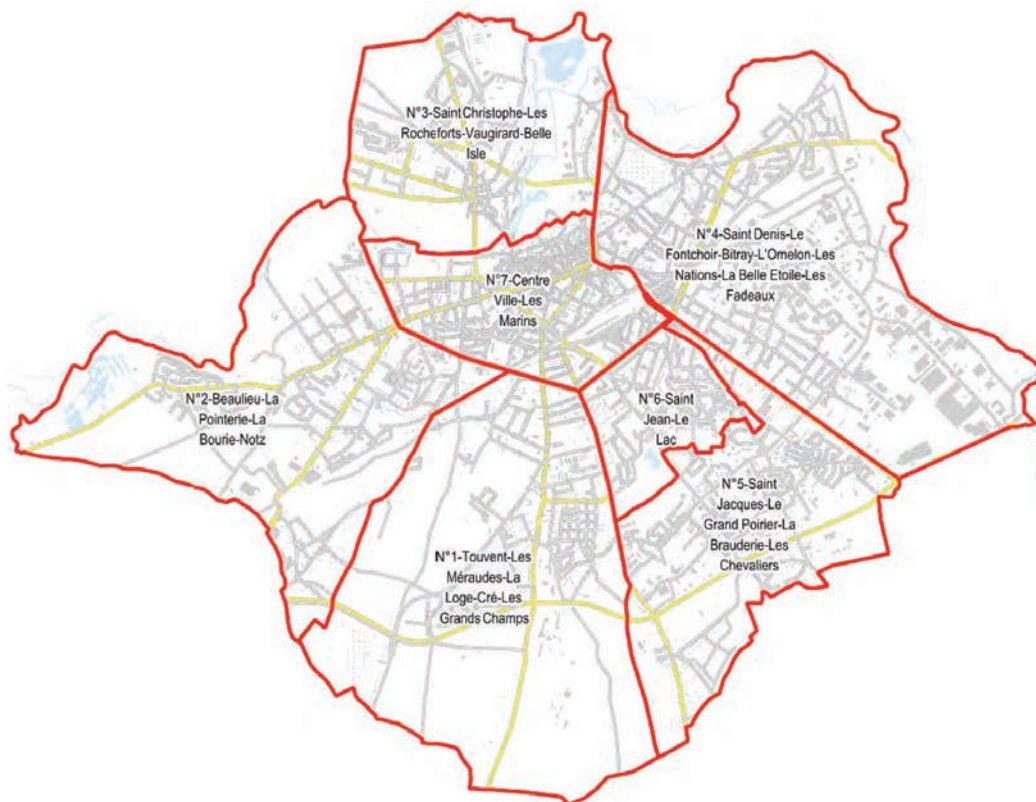 N°3-Saint Christophe-Les
Rocheforts-Vaugirard-Belle
Isle
N°4-Saint Denis-Le
Fontchoir-Bitray-L'Omelon-Les
Nations-La Belle Etoile-Les
Fadeaux
N°7-Centre
Ville-Les
Marins
N°2-Beaulieu-La
Pointerie-La
Bourie-Notz
N°6-Saint
Jean-Le
Lac
N°5-Saint
Jacques-Le
Grand Poirier-La
Brauderie-Les
Chevaliers
N°1-Touvent-Les
Méraudes-La
Loge-Cré-Les
Grands Champs